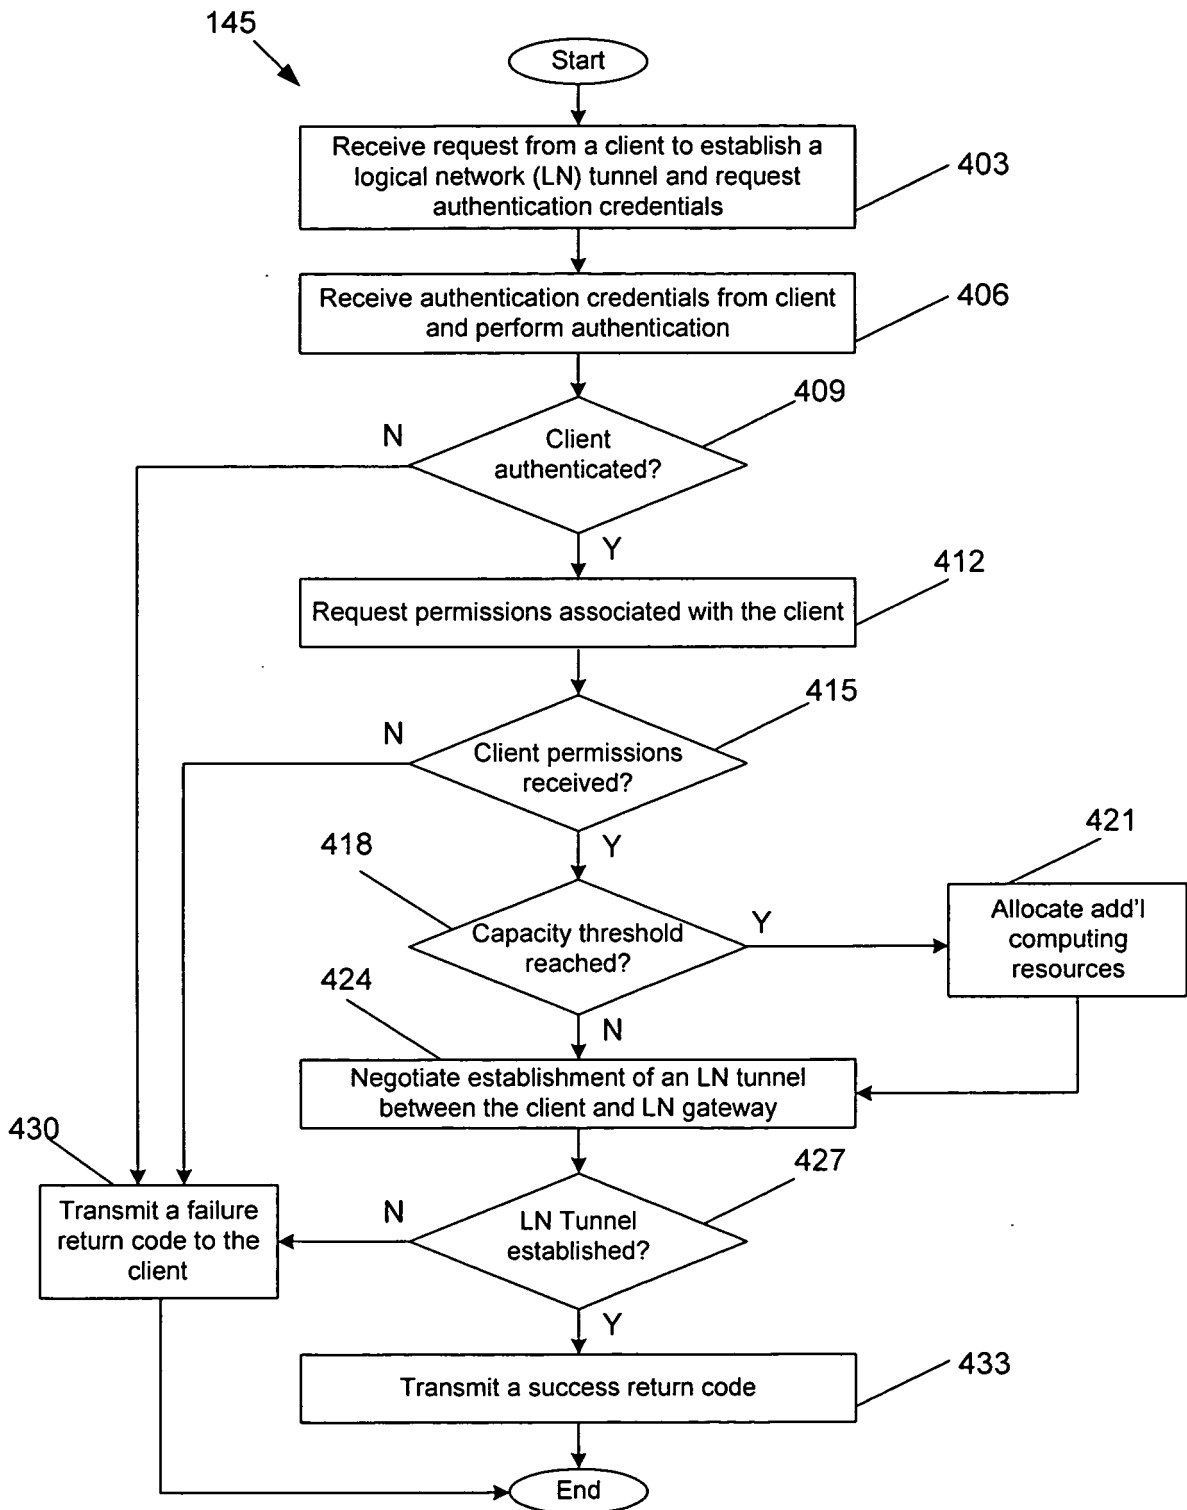 145
Start
Receive request from a client to establish a
logical network (LN) tunnel and request
authentication credentials
403
Receive authentication credentials from client
and perform authentication
406
409
N
Client
authenticated?
Y
412
Request permissions associated with the client
415
N
Client permissions
received?
Y
418
421
Capacity threshold
reached?
Y
Allocate add'l
computing
resources
424
N
Negotiate establishment of an LN tunnel
between the client and LN gateway
430
427
Transmit a failure
return code to the
client
N
LN Tunnel
established?
Y
433
Transmit a success return code
End